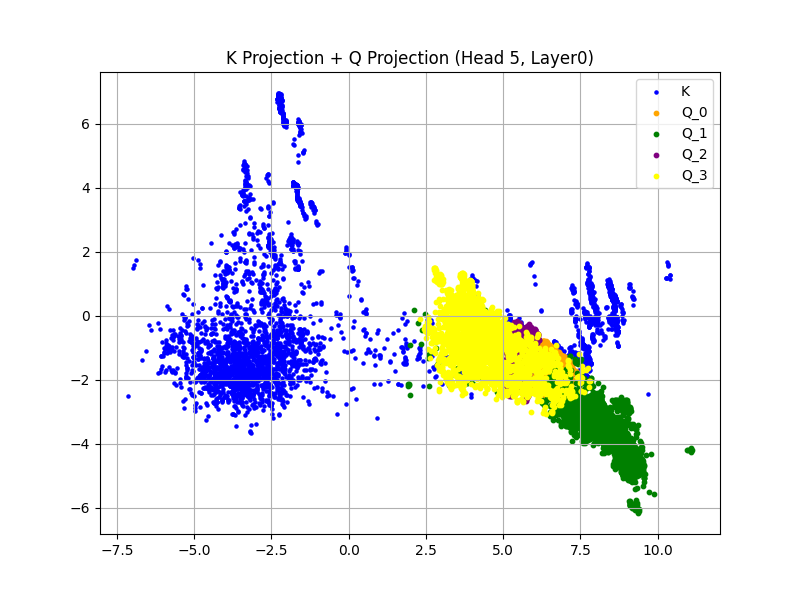 K Projection + Q Projection (Head 5, Layer0)
K
Q_0
Q_1
Q_2
Q_3
6
4
2
0
−2
−4
−6
−7.5 −5.0 −2.5 0.0 2.5 5.0 7.5 10.0